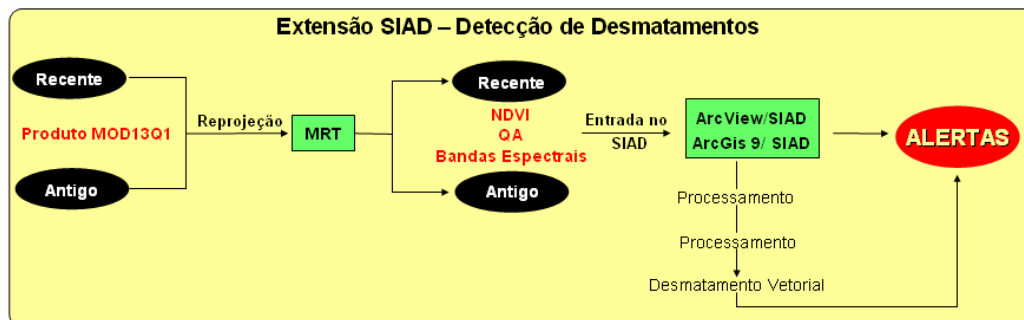 Extensão SIAD – Detecção de Desmatamentos
Recente
Produto MOD13Q1
Antigo
Reprojeção
MRT
Recente
NDVI
QA
Bandas Espectrais
Antigo
Entrada no
SIAD
ArcView/SIAD
ArcGis 9/ SIAD
ALERTAS
Processamento
Processamento
Desmatamento Vetorial